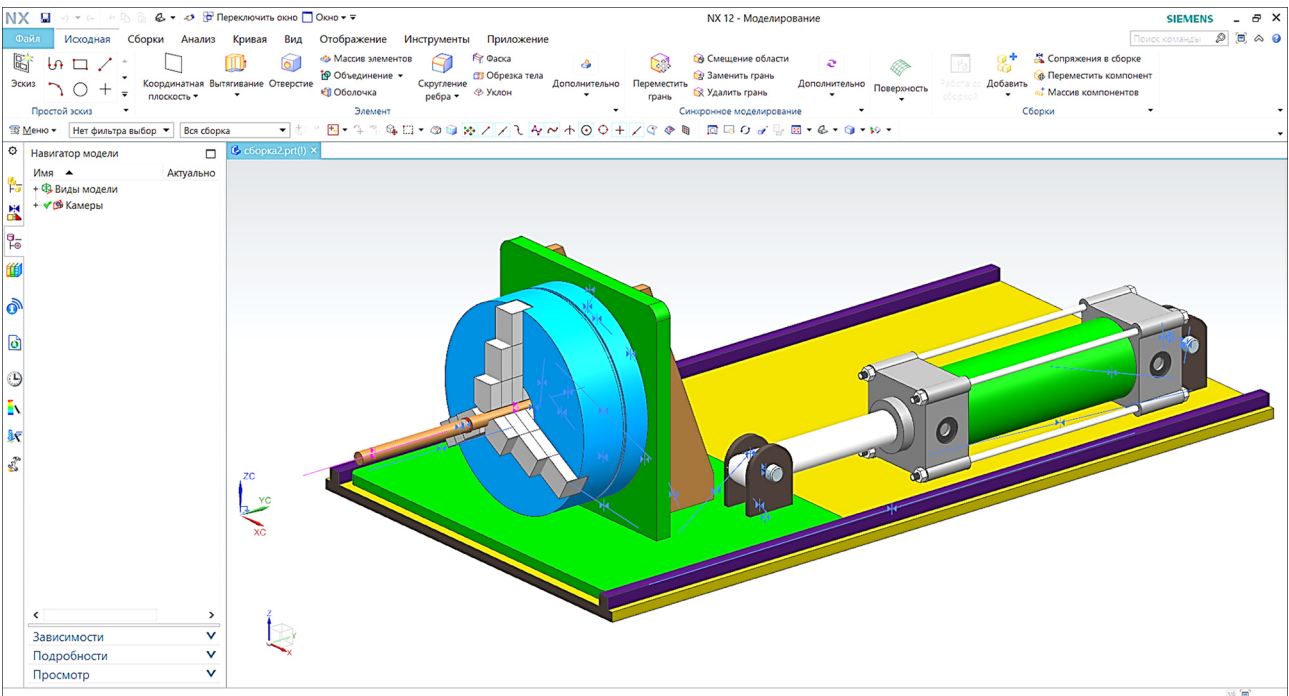 NX Переключить окно Окно NX 12 - Моделирование SIEMENS
Файл Исходная Сборки Анализ Кривая Вид Отображение Инструменты Приложение Поиск команды
Эскиз
Простой эскиз
Координатная плоскость
Вытягивание
Отверстие
Массив элементов
Объединение
Оболочка
Скругление ребра
Фаска
Обрезка тела
Уклон
Дополнительно
Элемент
Переместить грань
Смещение области
Заменить грань
Удалить грань
Дополнительно
Синхронное моделирование
Поверхность
Работа со сборкой
Добавить
Сопряжения в сборке
Переместить компонент
Массив компонентов
Сборки
Меню Нет фильтра выбор Вся сборка
Навигатор модели
сборка2.prt(!)
Имя Актуально
+ Виды модели
+ Камеры
ZC
YC
XC
Z
Y
X
Зависимости
Подробности
Просмотр